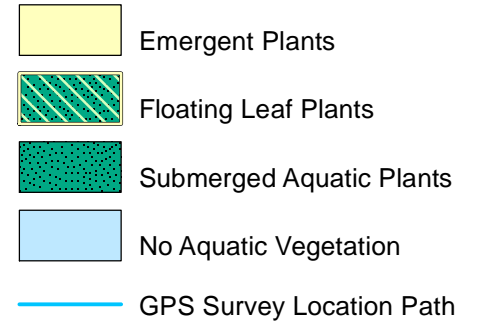 Emergent Plants
Floating Leaf Plants
Submerged Aquatic Plants
No Aquatic Vegetation
GPS Survey Location Path